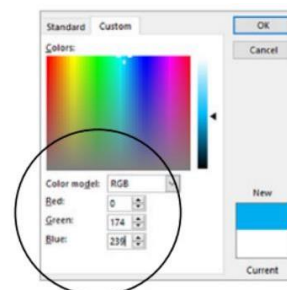 Standard Custom
OK
Colors:
Cancel
Color model: RGB
Red: 0
Green: 174
Blue: 239
New
Current